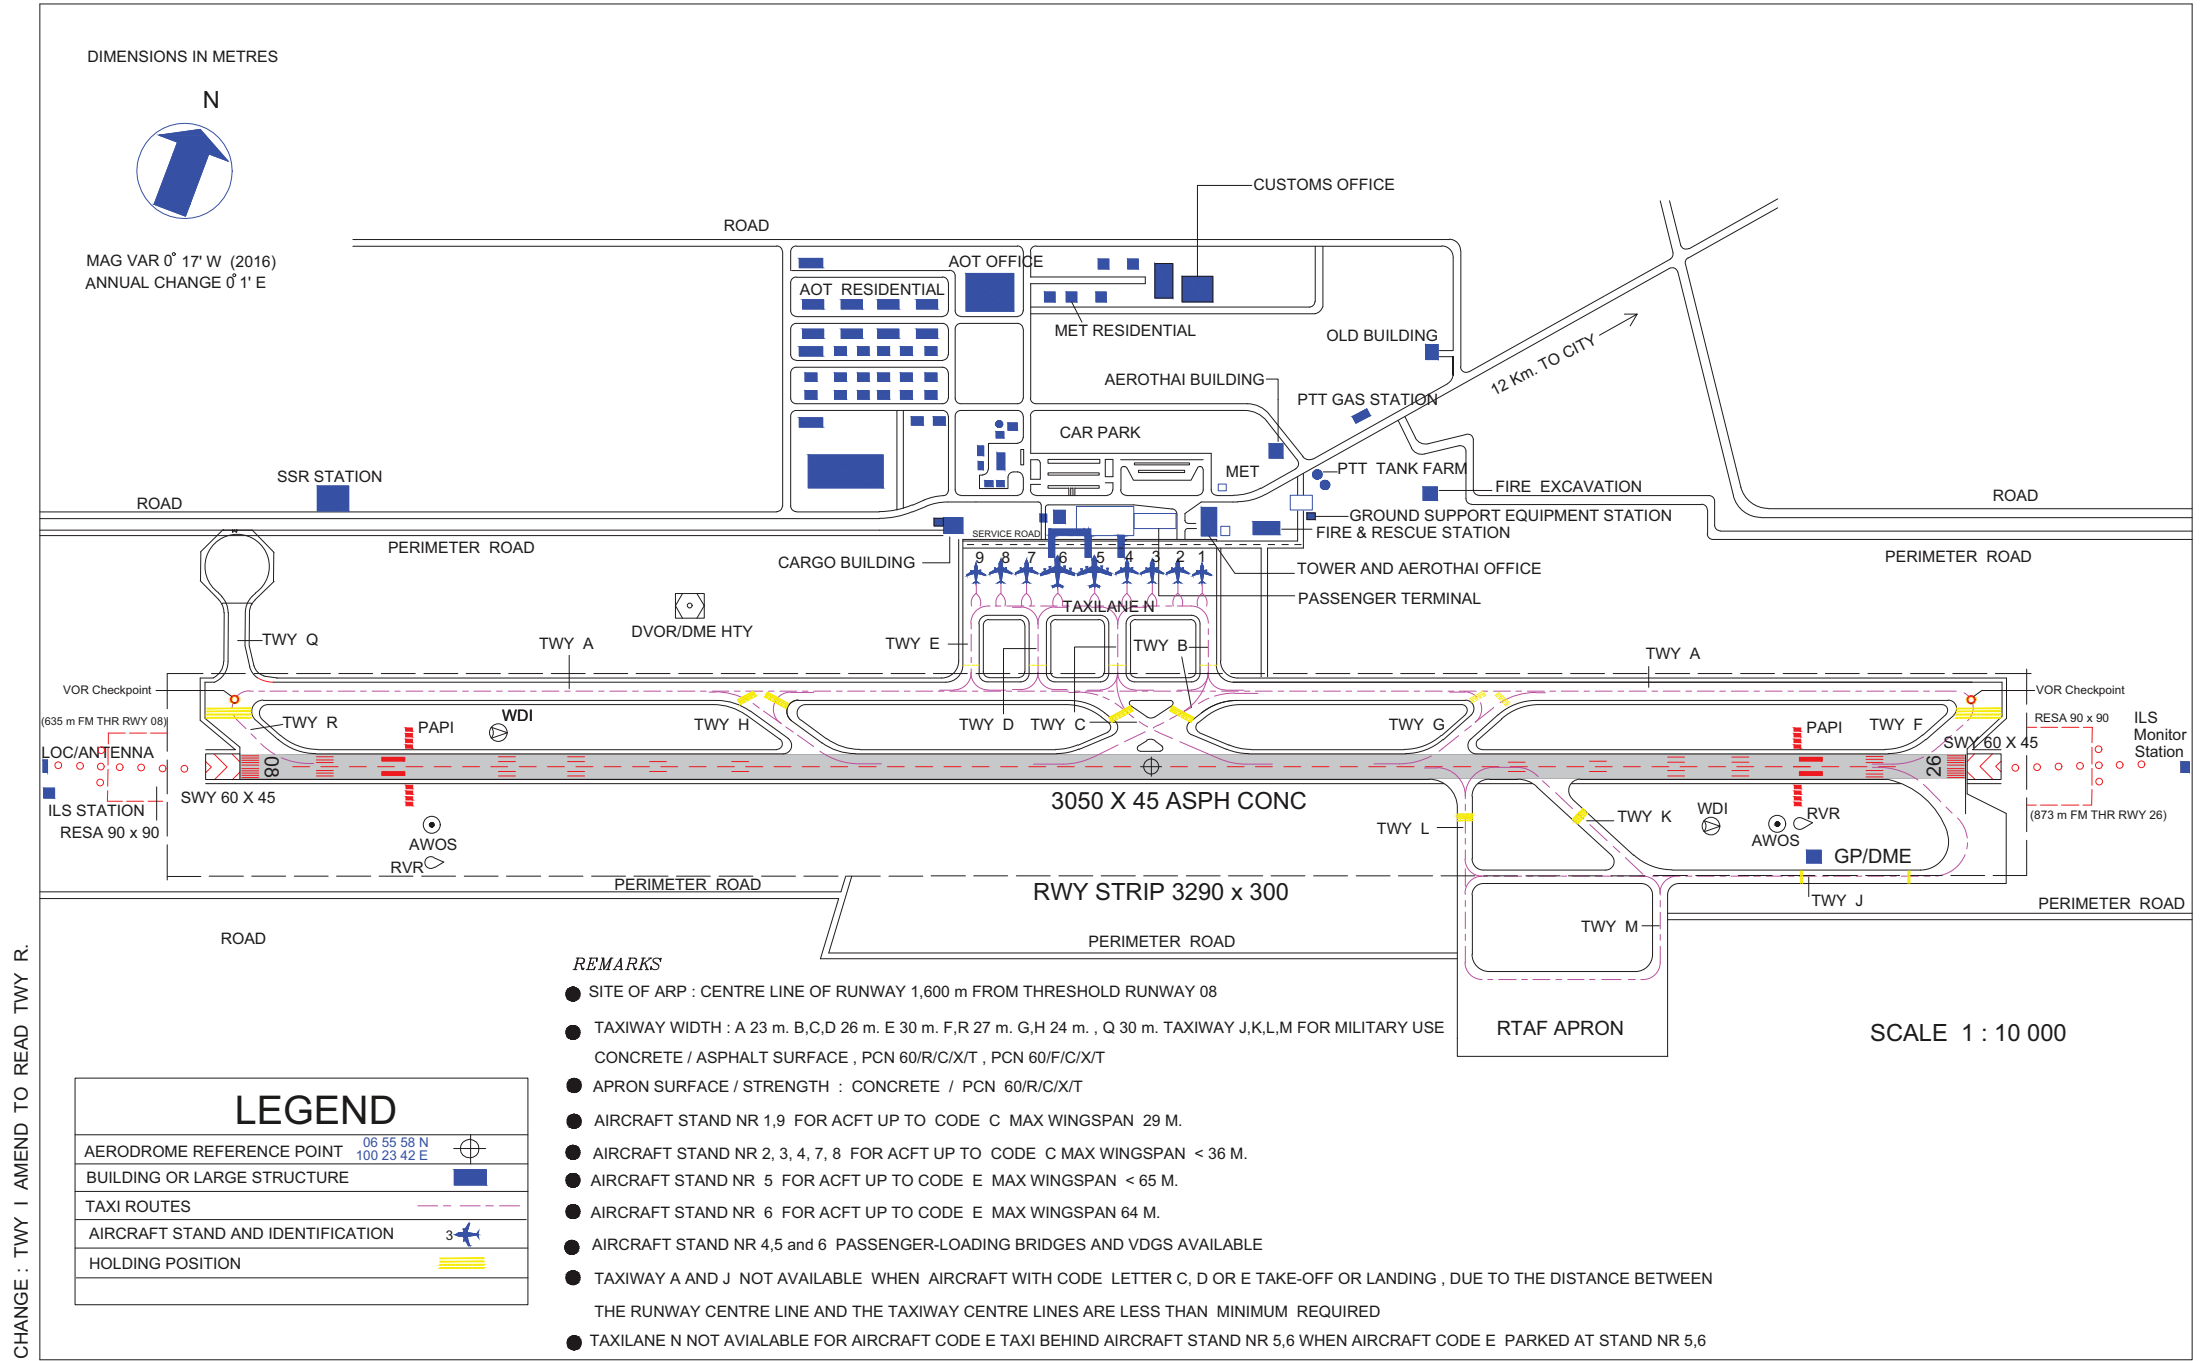 DIMENSIONS IN METRES
N
MAG VAR 0° 17' W (2016)
ANNUAL CHANGE 0° 1' E
CUSTOMS OFFICE
ROAD
AOT OFFICE
AOT RESIDENTIAL
MET RESIDENTIAL
OLD BUILDING
12 Km. TO CITY
AEROTHAI BUILDING
PTT GAS STATION
CAR PARK
MET
PTT TANK FARM
SSR STATION
FIRE EXCAVATION
ROAD
ROAD
GROUND SUPPORT EQUIPMENT STATION
SERVICE ROAD
FIRE & RESCUE STATION
PERIMETER ROAD
PERIMETER ROAD
CARGO BUILDING
9 8 7 6 5 4 3 2 1
TOWER AND AEROTHAI OFFICE
PASSENGER TERMINAL
TAXILANE N
DVOR/DME HTY
TWY Q
TWY A
TWY E
TWY B
TWY A
VOR Checkpoint
VOR Checkpoint
(635 m FM THR RWY 08)
TWY R
PAPI
WDI
TWY H
TWY D
TWY C
TWY G
PAPI
TWY F
RESA 90 x 90
ILS
Monitor
Station
LOC/ANTENNA
SWY 60 X 45
08
26
SWY 60 X 45
ILS STATION
RESA 90 x 90
3050 X 45 ASPH CONC
TWY L
TWY K
WDI
RVR
(873 m FM THR RWY 26)
AWOS
RVR
AWOS
GP/DME
PERIMETER ROAD
RWY STRIP 3290 x 300
TWY J
PERIMETER ROAD
TWY M
ROAD
PERIMETER ROAD
RTAF APRON
SCALE 1 : 10 000
REMARKS
● SITE OF ARP : CENTRE LINE OF RUNWAY 1,600 m FROM THRESHOLD RUNWAY 08
● TAXIWAY WIDTH : A 23 m. B,C,D 26 m. E 30 m. F,R 27 m. G,H 24 m. , Q 30 m. TAXIWAY J,K,L,M FOR MILITARY USE
CONCRETE / ASPHALT SURFACE , PCN 60/R/C/X/T , PCN 60/F/C/X/T
● APRON SURFACE / STRENGTH : CONCRETE / PCN 60/R/C/X/T
● AIRCRAFT STAND NR 1,9 FOR ACFT UP TO CODE C MAX WINGSPAN 29 M.
● AIRCRAFT STAND NR 2, 3, 4, 7, 8 FOR ACFT UP TO CODE C MAX WINGSPAN < 36 M.
● AIRCRAFT STAND NR 5 FOR ACFT UP TO CODE E MAX WINGSPAN < 65 M.
● AIRCRAFT STAND NR 6 FOR ACFT UP TO CODE E MAX WINGSPAN 64 M.
● AIRCRAFT STAND NR 4,5 and 6 PASSENGER-LOADING BRIDGES AND VDGS AVAILABLE
● TAXIWAY A AND J NOT AVAILABLE WHEN AIRCRAFT WITH CODE LETTER C, D OR E TAKE-OFF OR LANDING , DUE TO THE DISTANCE BETWEEN
THE RUNWAY CENTRE LINE AND THE TAXIWAY CENTRE LINES ARE LESS THAN MINIMUM REQUIRED
● TAXILANE N NOT AVIALABLE FOR AIRCRAFT CODE E TAXI BEHIND AIRCRAFT STAND NR 5,6 WHEN AIRCRAFT CODE E PARKED AT STAND NR 5,6
LEGEND
AERODROME REFERENCE POINT 06 55 58 N
100 23 42 E
BUILDING OR LARGE STRUCTURE
TAXI ROUTES
AIRCRAFT STAND AND IDENTIFICATION 3
HOLDING POSITION
CHANGE : TWY I AMEND TO READ TWY R.